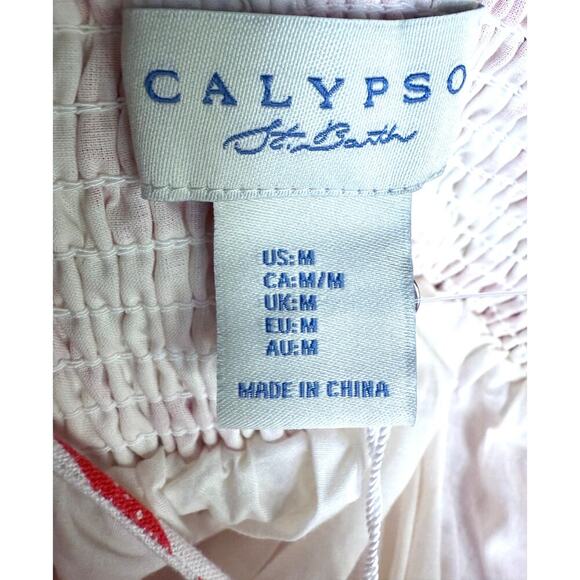 CALYPSO
St. Barth
US:M
CA:M/M
UK:M
EU:M
AU:M
MADE IN CHINA